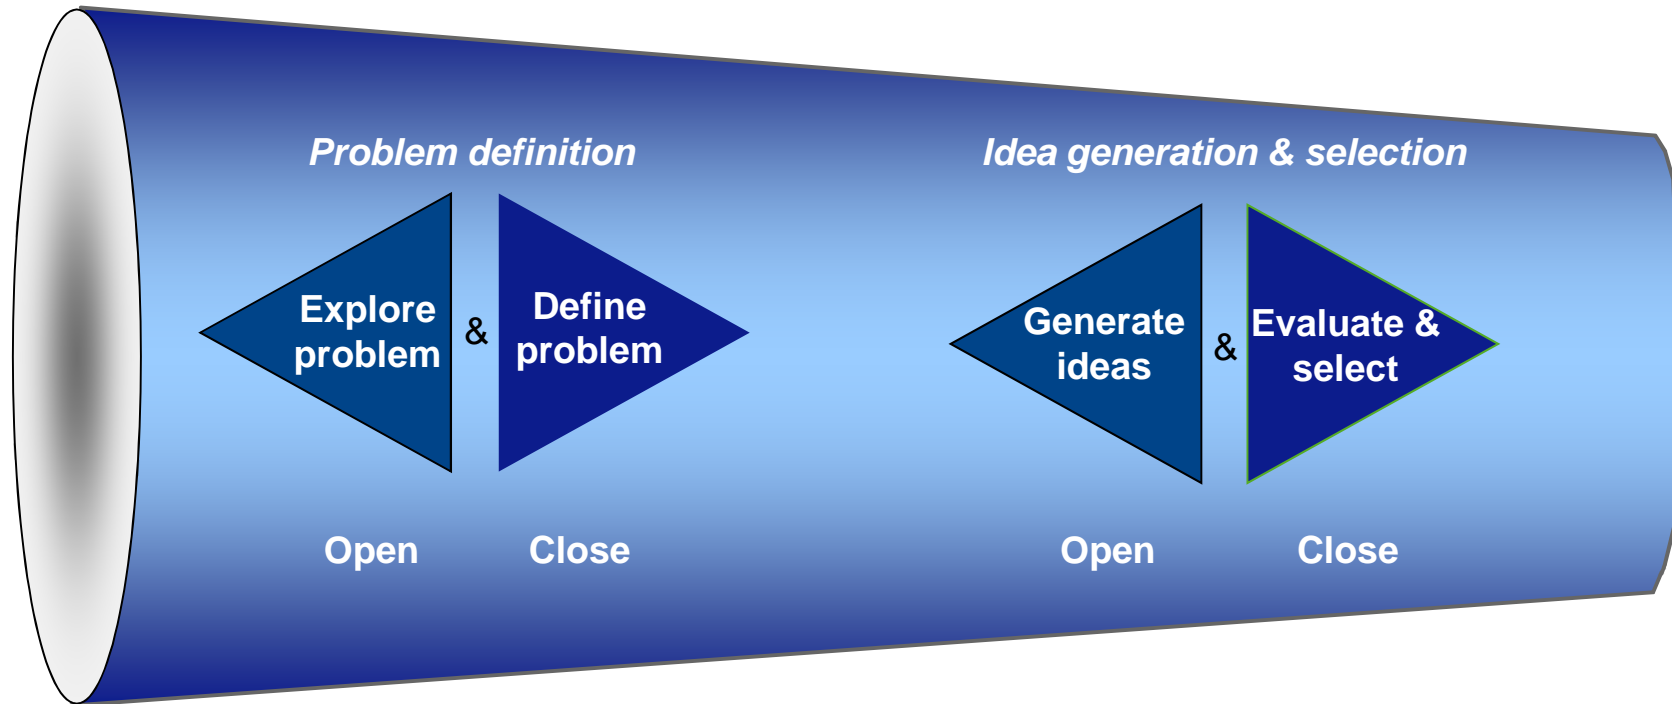 Problem definition
Idea generation & selection
Explore
problem
&
Define
problem
Generate
ideas
&
Evaluate &
select
Open
Close
Open
Close